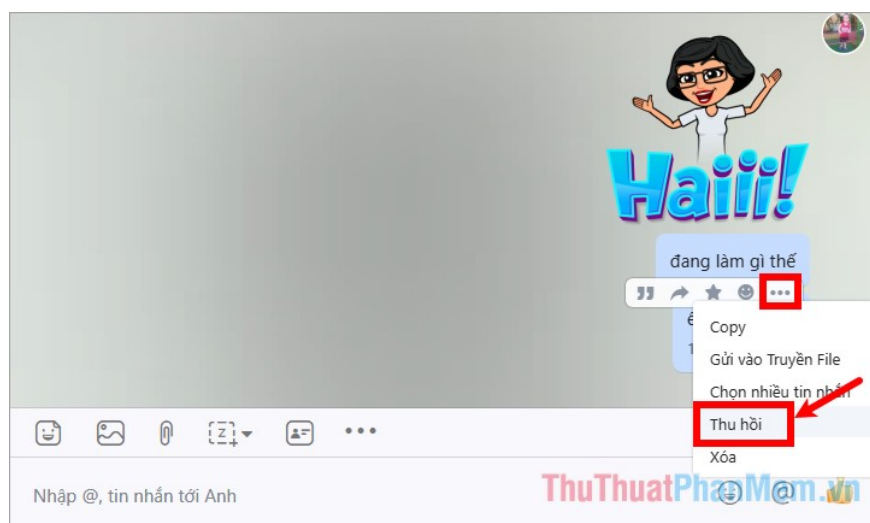 Haiii!
đang làm gì thế
Copy
Gửi vào Truyền File
Chọn nhiều tin nhắn
Thu hồi
Xóa
Nhập @, tin nhắn tới Anh
ThuThuatPhanMem.vn